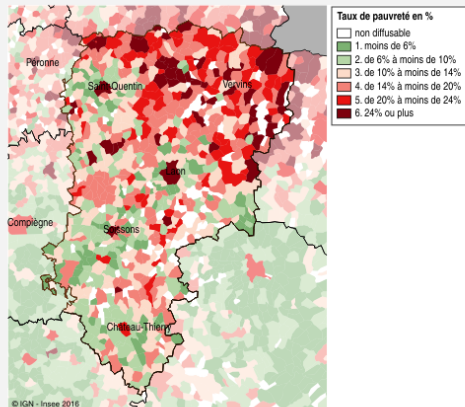 Taux de pauvreté en %
non diffusable
1. moins de 6%
2. de 6% à moins de 10%
3. de 10% à moins de 14%
4. de 14% à moins de 20%
5. de 20% à moins de 24%
6. 24% ou plus
Péronne
Saint-Quentin
Vervins
Laon
Compiègne
Soissons
Château-Thierry
© IGN - Insee 2016